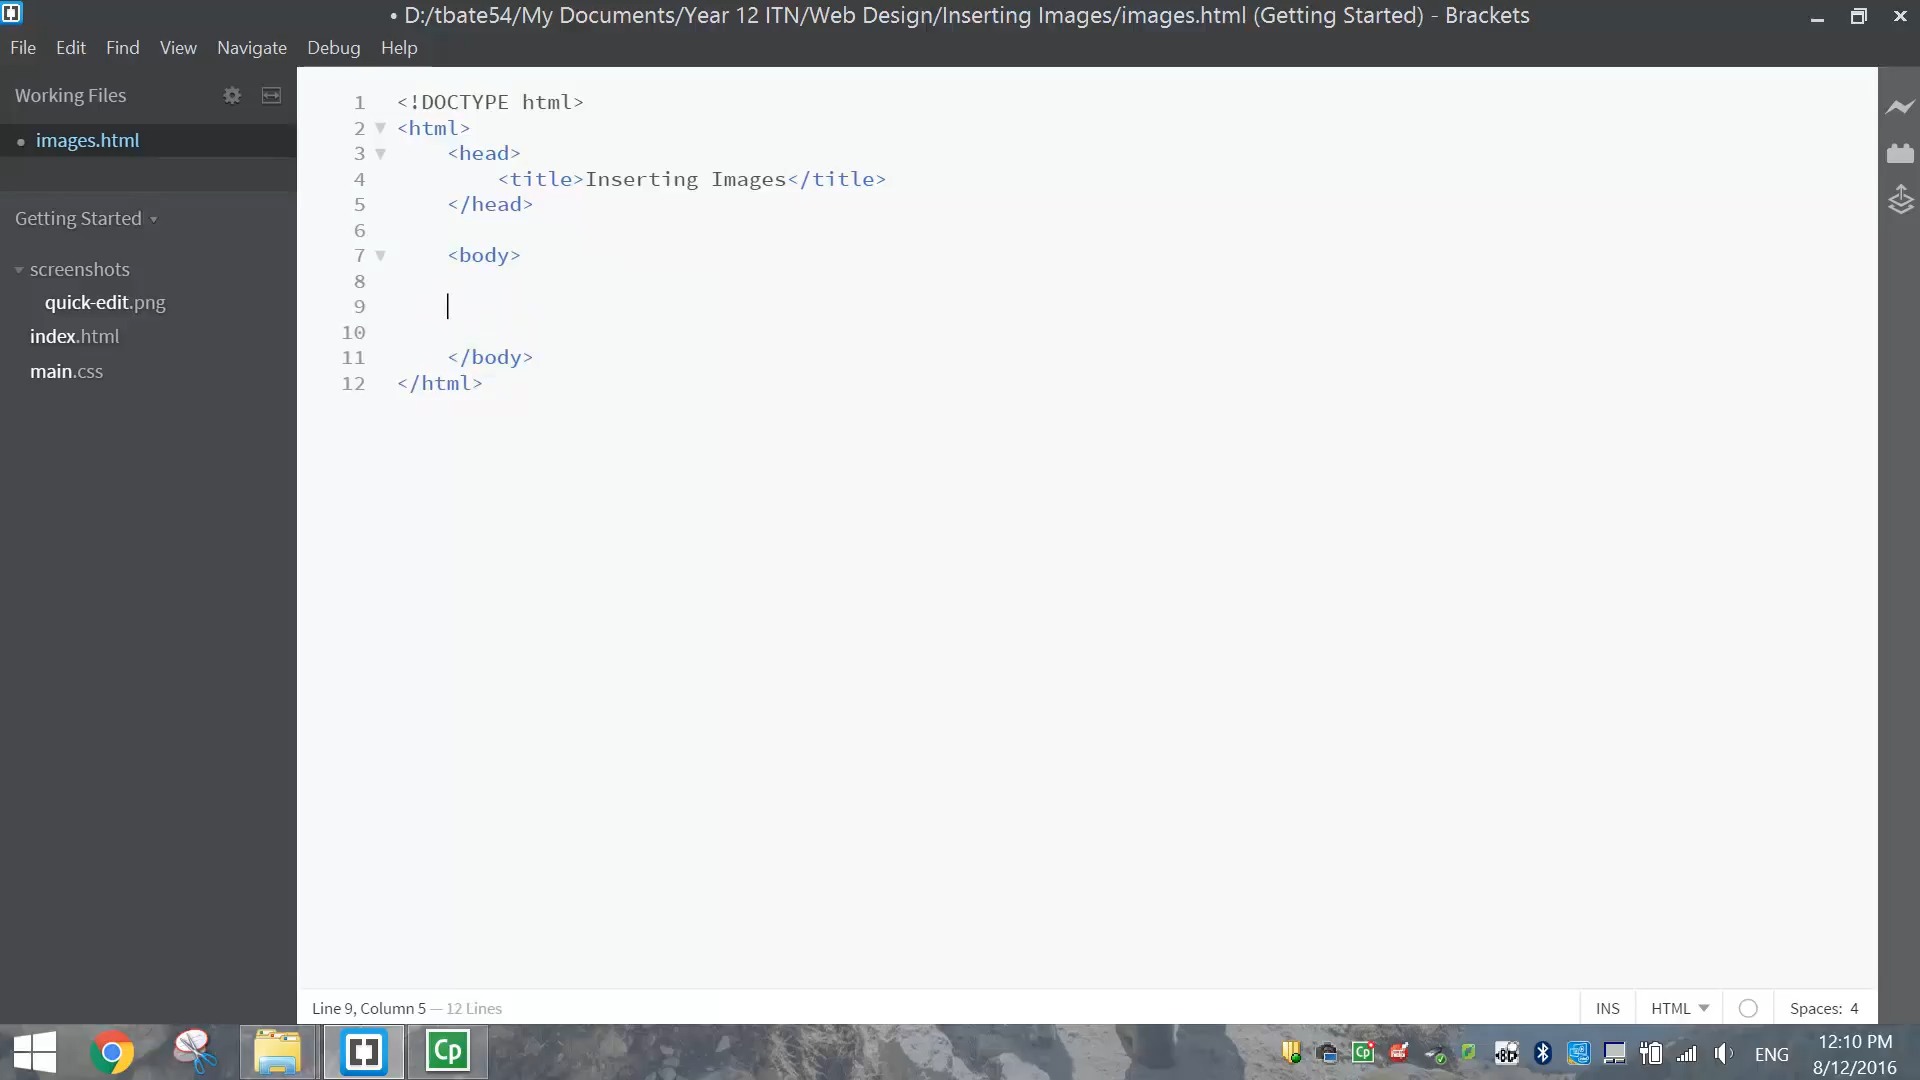 • D:/tbate54/My Documents/Year 12 ITN/Web Design/Inserting Images/images.html (Getting Started) - Brackets
File Edit Find View Navigate Debug Help
Working Files
• images.html
Getting Started
screenshots
quick-edit.png
index.html
main.css
1 <!DOCTYPE html>
2 <html>
3 <head>
4 <title>Inserting Images</title>
5 </head>
6
7 <body>
8
9
10
11 </body>
12 </html>
Line 9, Column 5 — 12 Lines
INS HTML Spaces: 4
Cp
Cp
ENG
12:10 PM
8/12/2016